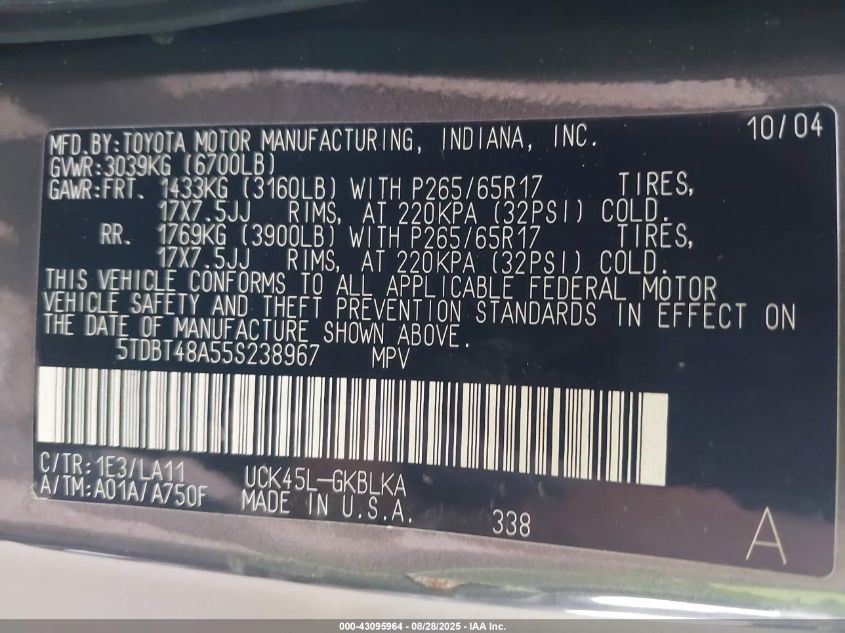 MFD.BY:TOYOTA MOTOR MANUFACTURING, INDIANA, INC. 10/04
GVWR:3039KG (6700LB)
GAWR:FRT. 1433KG (3160LB) WITH P265/65R17 TIRES,
17X7.5JJ RIMS, AT 220KPA (32PSI) COLD.
RR. 1769KG (3900LB) WITH P265/65R17 TIRES,
17X7.5JJ RIMS, AT 220KPA (32PSI) COLD.
THIS VEHICLE CONFORMS TO ALL APPLICABLE FEDERAL MOTOR
VEHICLE SAFETY AND THEFT PREVENTION STANDARDS IN EFFECT ON
THE DATE OF MANUFACTURE SHOWN ABOVE.
5TDBT48A55S238967 MPV
C/TR:1E3/LA11 UCK45L-GKBLKA
A/TM:A01A/A750F MADE IN U.S.A. 338 A
000-43095964 - 08/28/2025 - IAA Inc.